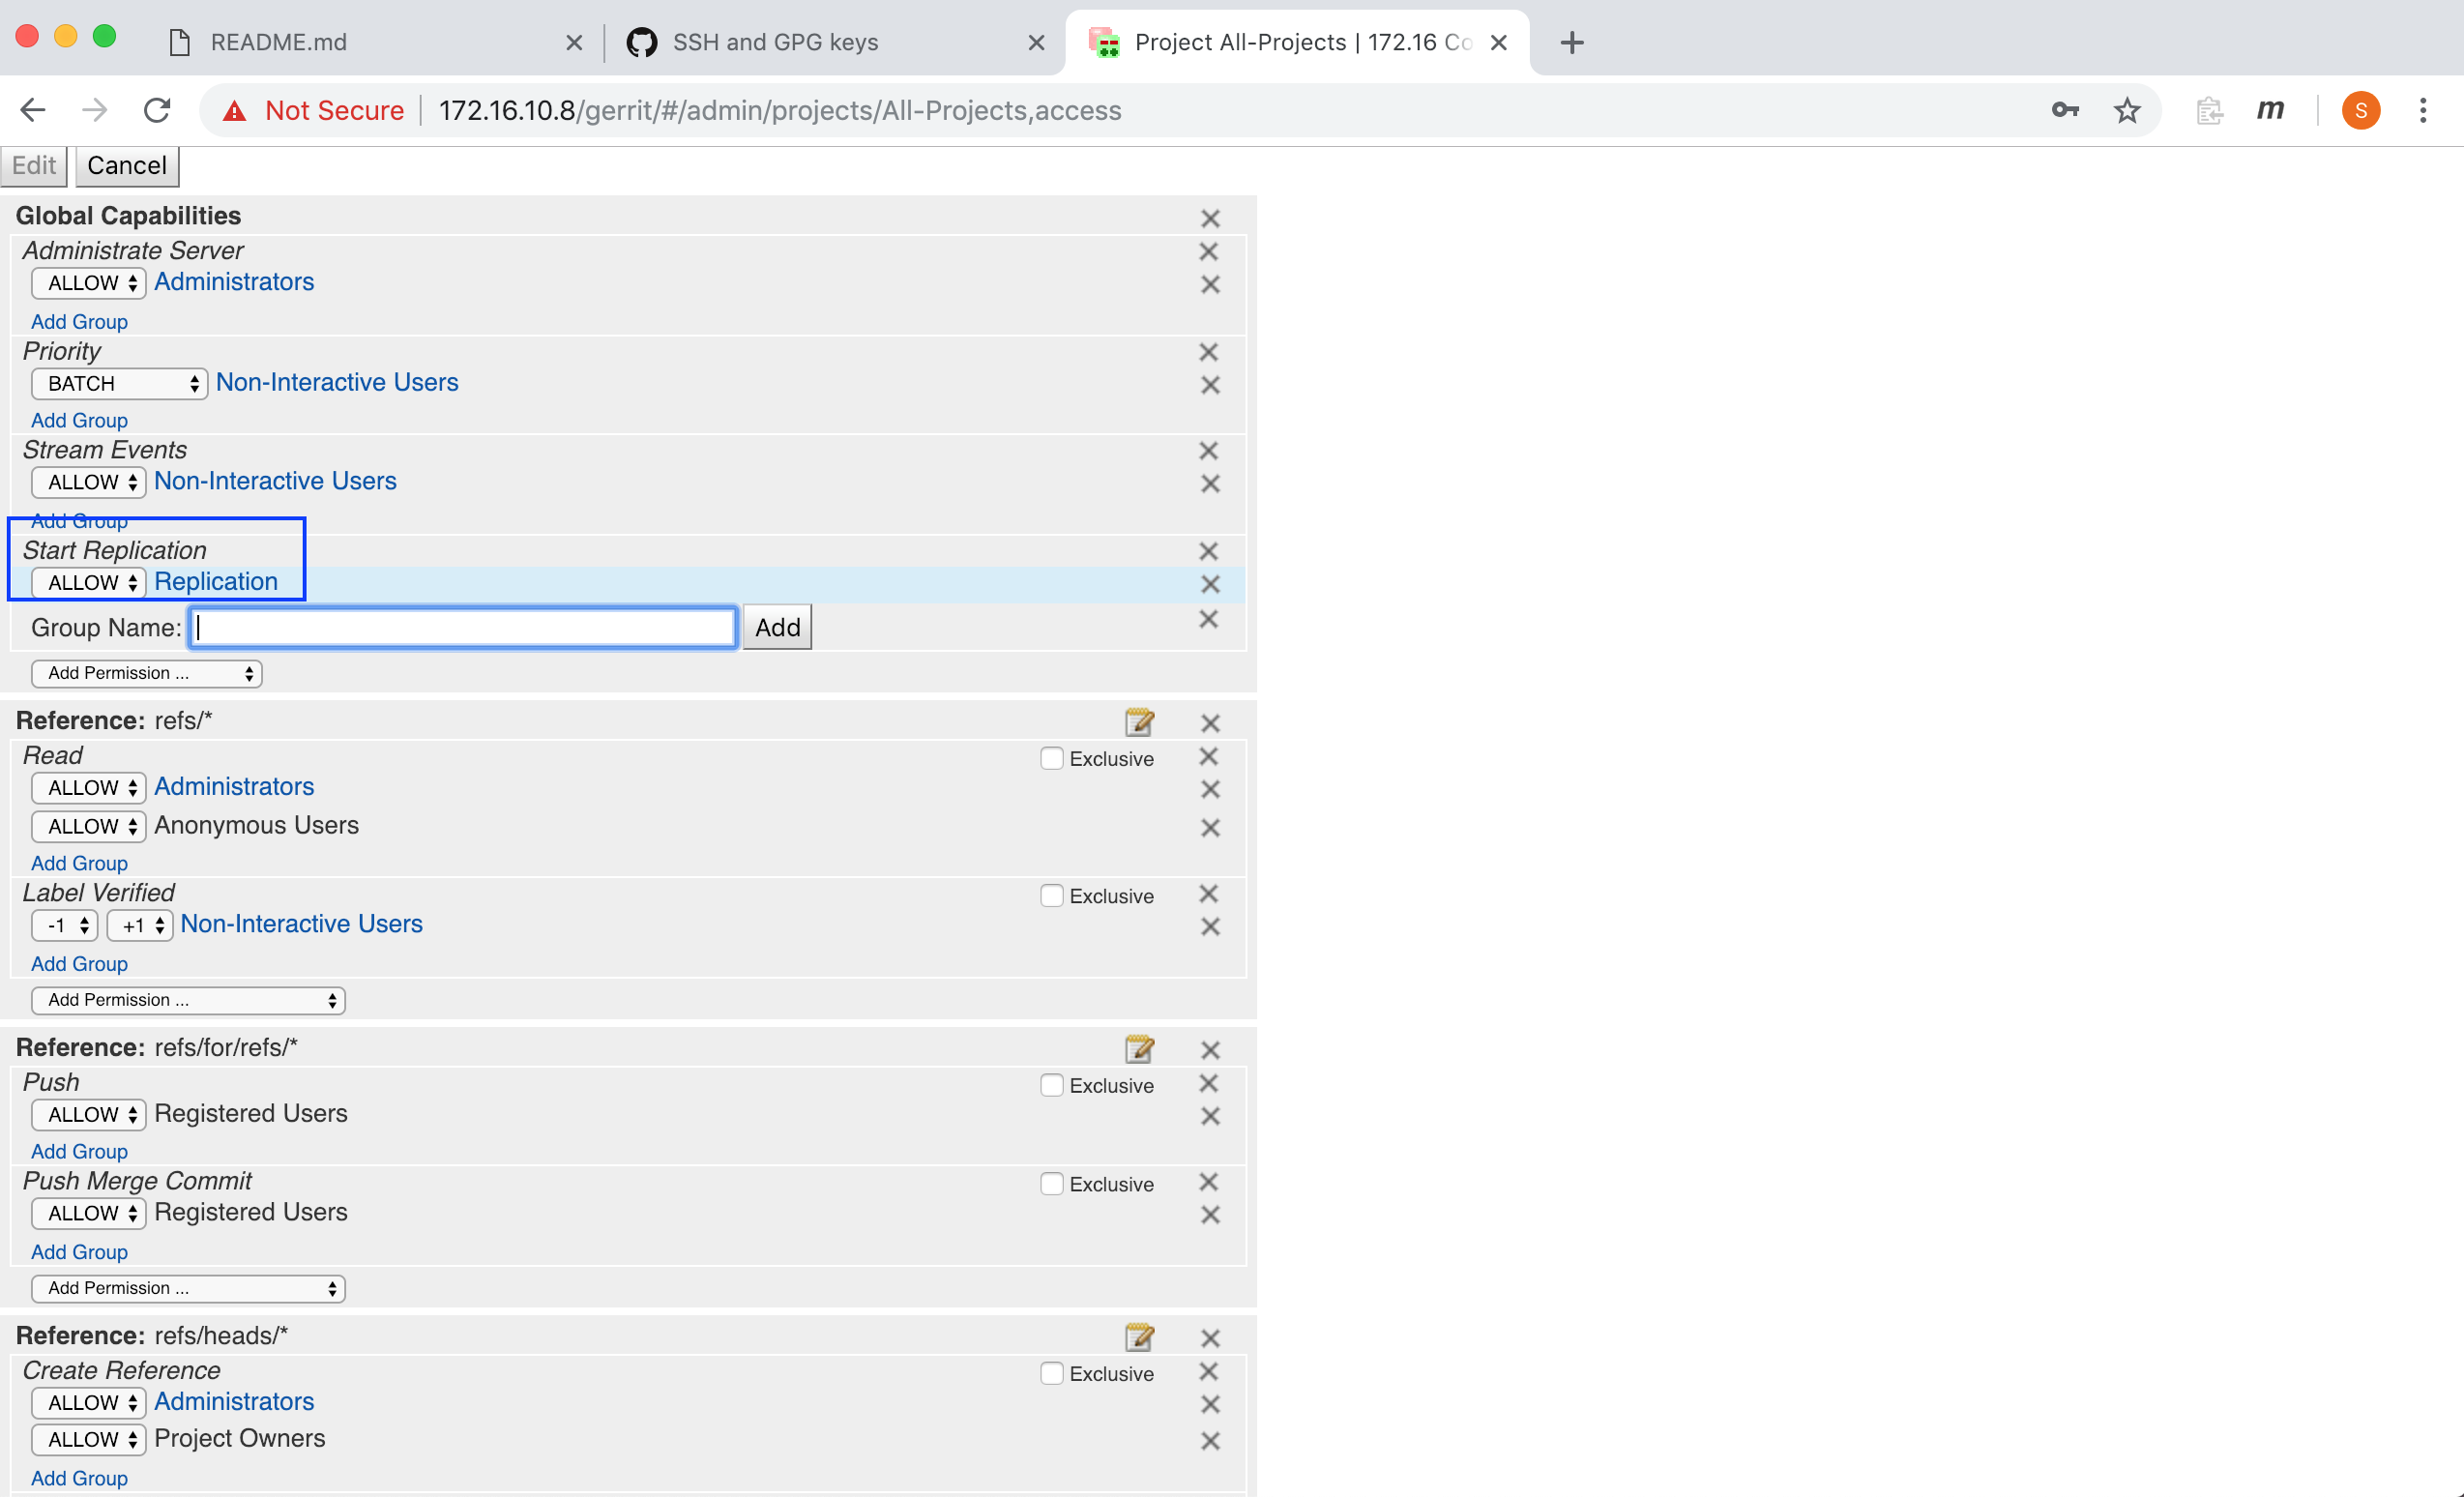 README.md
SSH and GPG keys
Project All-Projects | 172.16 Co
Not Secure
172.16.10.8/gerrit/#/admin/projects/All-Projects,access
m
S
Edit Cancel
Global Capabilities
Administrate Server
ALLOW Administrators
Add Group
Priority
BATCH Non-Interactive Users
Add Group
Stream Events
ALLOW Non-Interactive Users
Add Group
Start Replication
ALLOW Replication
Group Name: Add
Add Permission ...
Reference: refs/*
Read Exclusive
ALLOW Administrators
ALLOW Anonymous Users
Add Group
Label Verified Exclusive
-1 +1 Non-Interactive Users
Add Group
Add Permission ...
Reference: refs/for/refs/*
Push Exclusive
ALLOW Registered Users
Add Group
Push Merge Commit Exclusive
ALLOW Registered Users
Add Group
Add Permission ...
Reference: refs/heads/*
Create Reference Exclusive
ALLOW Administrators
ALLOW Project Owners
Add Group